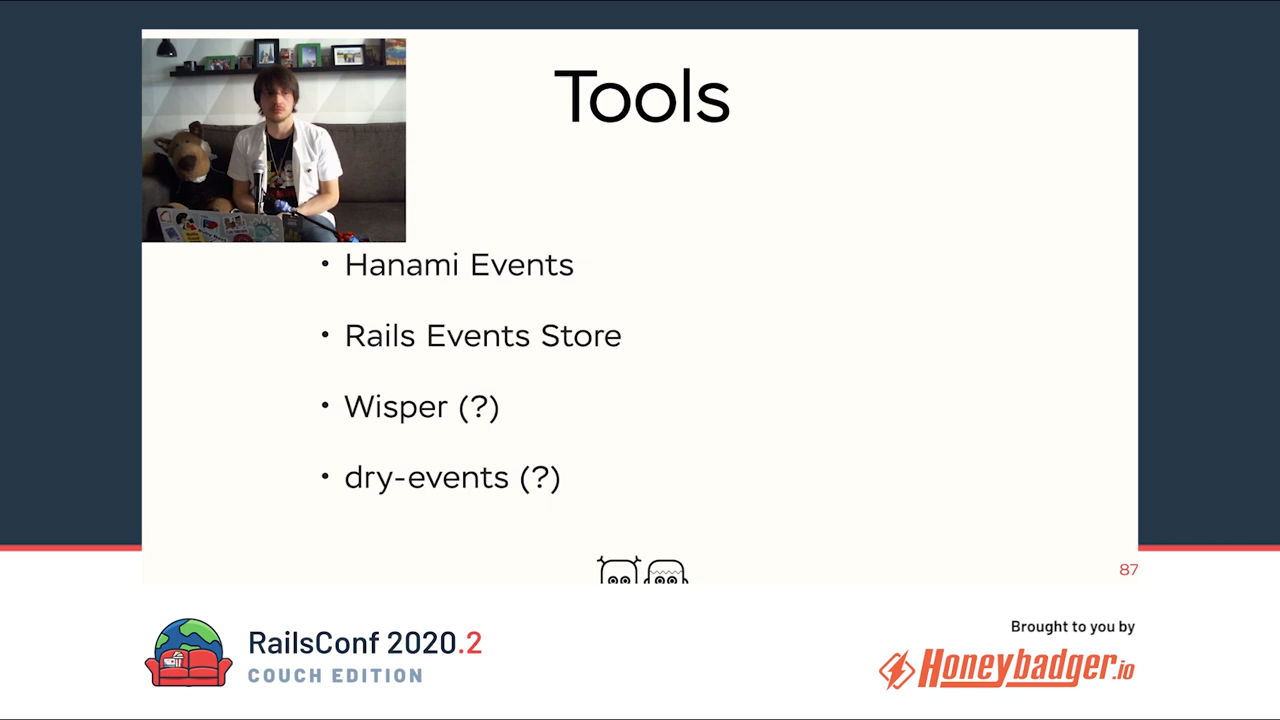 Tools
• Hanami Events
• Rails Events Store
• Wisper (?)
• dry-events (?)
87
RailsConf 2020.2
COUCH EDITION
Brought to you by
Honeybadger.io